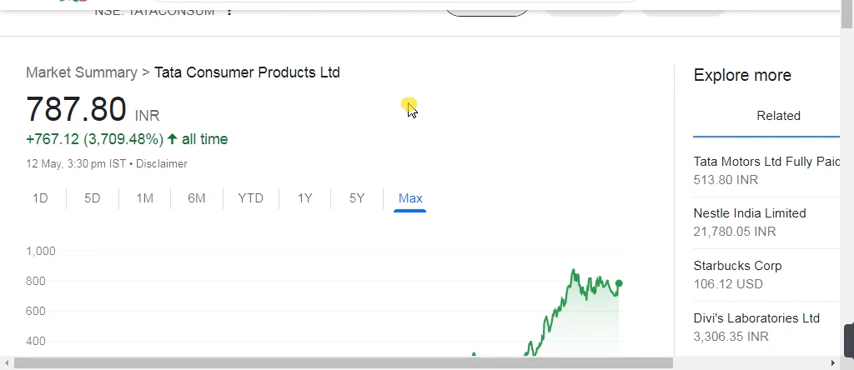 NSE: TATACONSUM
Market Summary > Tata Consumer Products Ltd
787.80 INR
+767.12 (3,709.48%) ↑ all time
12 May, 3:30 pm IST • Disclaimer
1D 5D 1M 6M YTD 1Y 5Y Max
1,000
800
600
400
Explore more
Related
Tata Motors Ltd Fully Paid
513.80 INR
Nestle India Limited
21,780.05 INR
Starbucks Corp
106.12 USD
Divi's Laboratories Ltd
3,306.35 INR